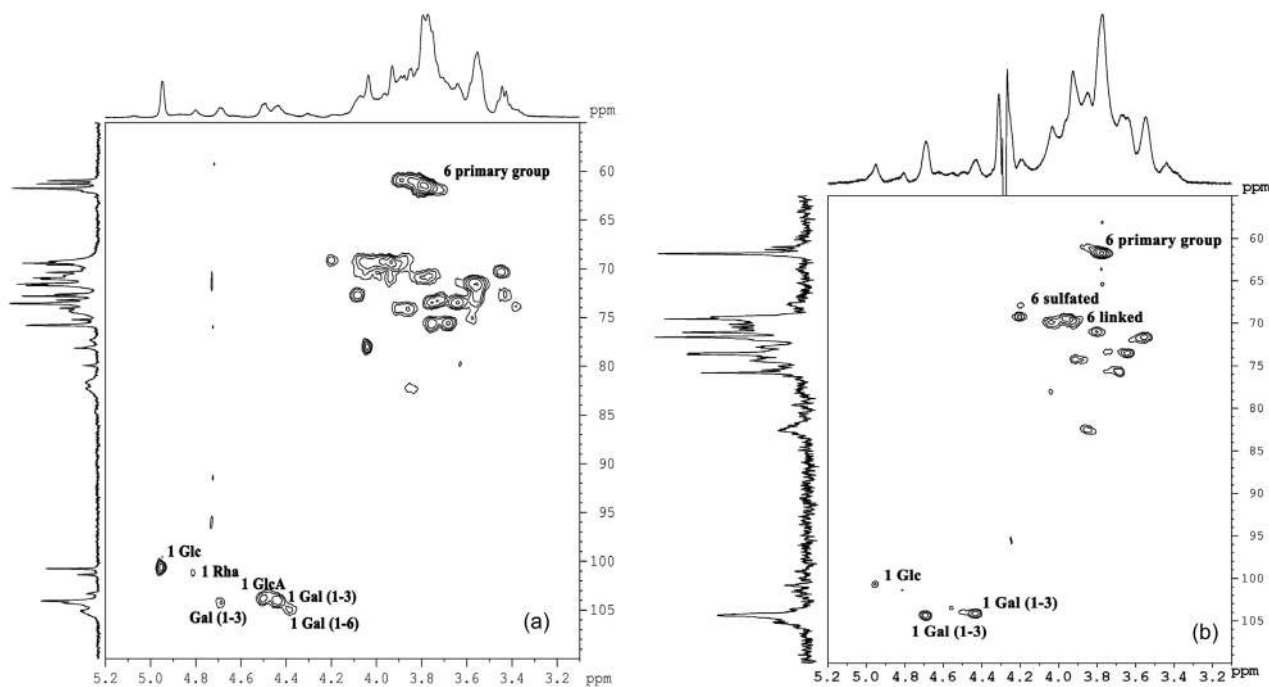 ppm
6 primary group
60
65
70
75
80
85
90
95
100
105
1 Glc
1 Rha
1 GlcA
1 Gal (1-3)
Gal (1-3)
1 Gal (1-6)
(a)
5.2 5.0 4.8 4.6 4.4 4.2 4.0 3.8 3.6 3.4 3.2
ppm
ppm
ppm
6 primary group
60
65
6 sulfated
70
6 linked
75
80
85
90
95
100
105
1 Glc
1 Gal (1-3)
1 Gal (1-3)
(b)
5.2 5.0 4.8 4.6 4.4 4.2 4.0 3.8 3.6 3.4 3.2
ppm
ppm